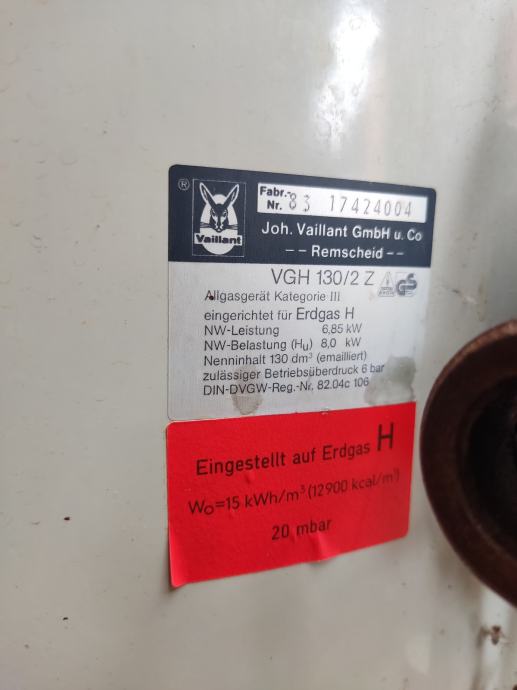 ®
Vaillant
Fabr.-
Nr. 83 17424004
Joh. Vaillant GmbH u. Co
-- Remscheid --
VGH 130/2 Z
Allgasgerät Kategorie III
eingerichtet für Erdgas H
NW-Leistung 6,85 kW
NW-Belastung (Hu) 8,0 kW
Nenninhalt 130 dm³ (emailliert)
zulässiger Betriebsüberdruck 6 bar
DIN-DVGW-Reg.-Nr. 82.04c 106
Eingestellt auf Erdgas H
Wo=15 kWh/m³ (12900 kcal/m³)
20 mbar